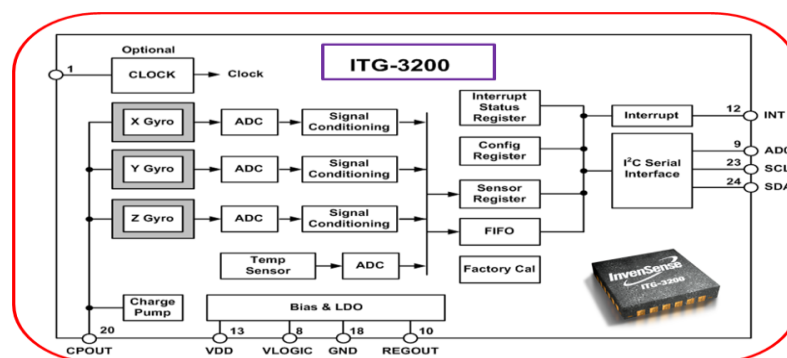 Optional
ITG-3200
1
CLOCK
Clock
Interrupt
Status
Register
12
INT
Interrupt
X Gyro
ADC
Signal
Conditioning
Config
Register
9
AD0
I²C Serial
Interface
23
SCL
24
SDA
Y Gyro
ADC
Signal
Conditioning
Sensor
Register
Z Gyro
ADC
Signal
Conditioning
FIFO
Temp
Sensor
ADC
Factory Cal
InvenSense
ITG-3200
Charge
Pump
Bias & LDO
20
13
8
18
10
CPOUT
VDD
VLOGIC
GND
REGOUT